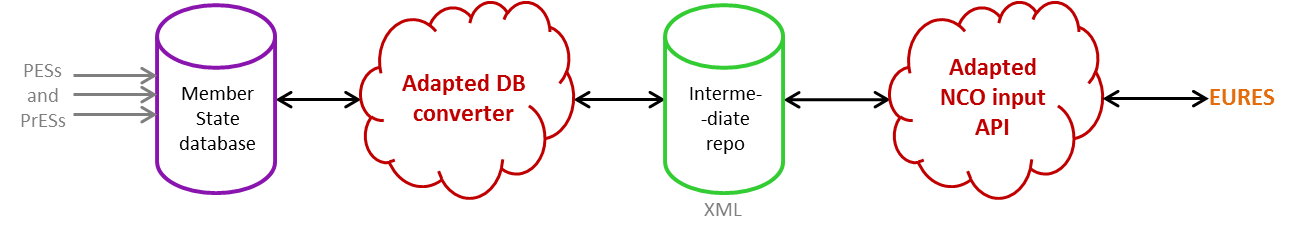 PESs
and
PrESs
Member
State
database
Adapted DB
converter
Interme-
-diate
repo
XML
Adapted
NCO input
API
EURES